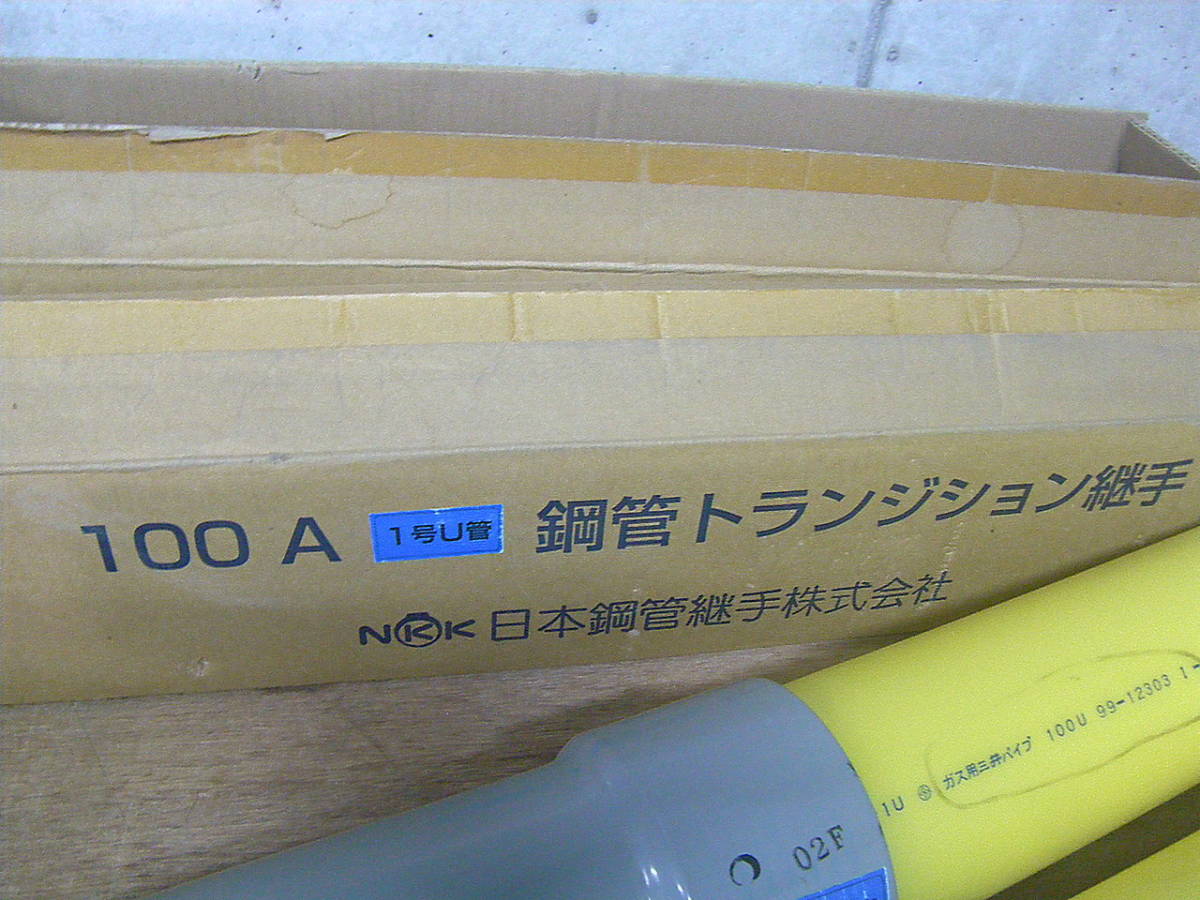 100 A 1号U管 鋼管トランジション継手
NRK 日本鋼管継手株式会社
1U ガス用三井パイプ 100U 99-12303 1-
02F